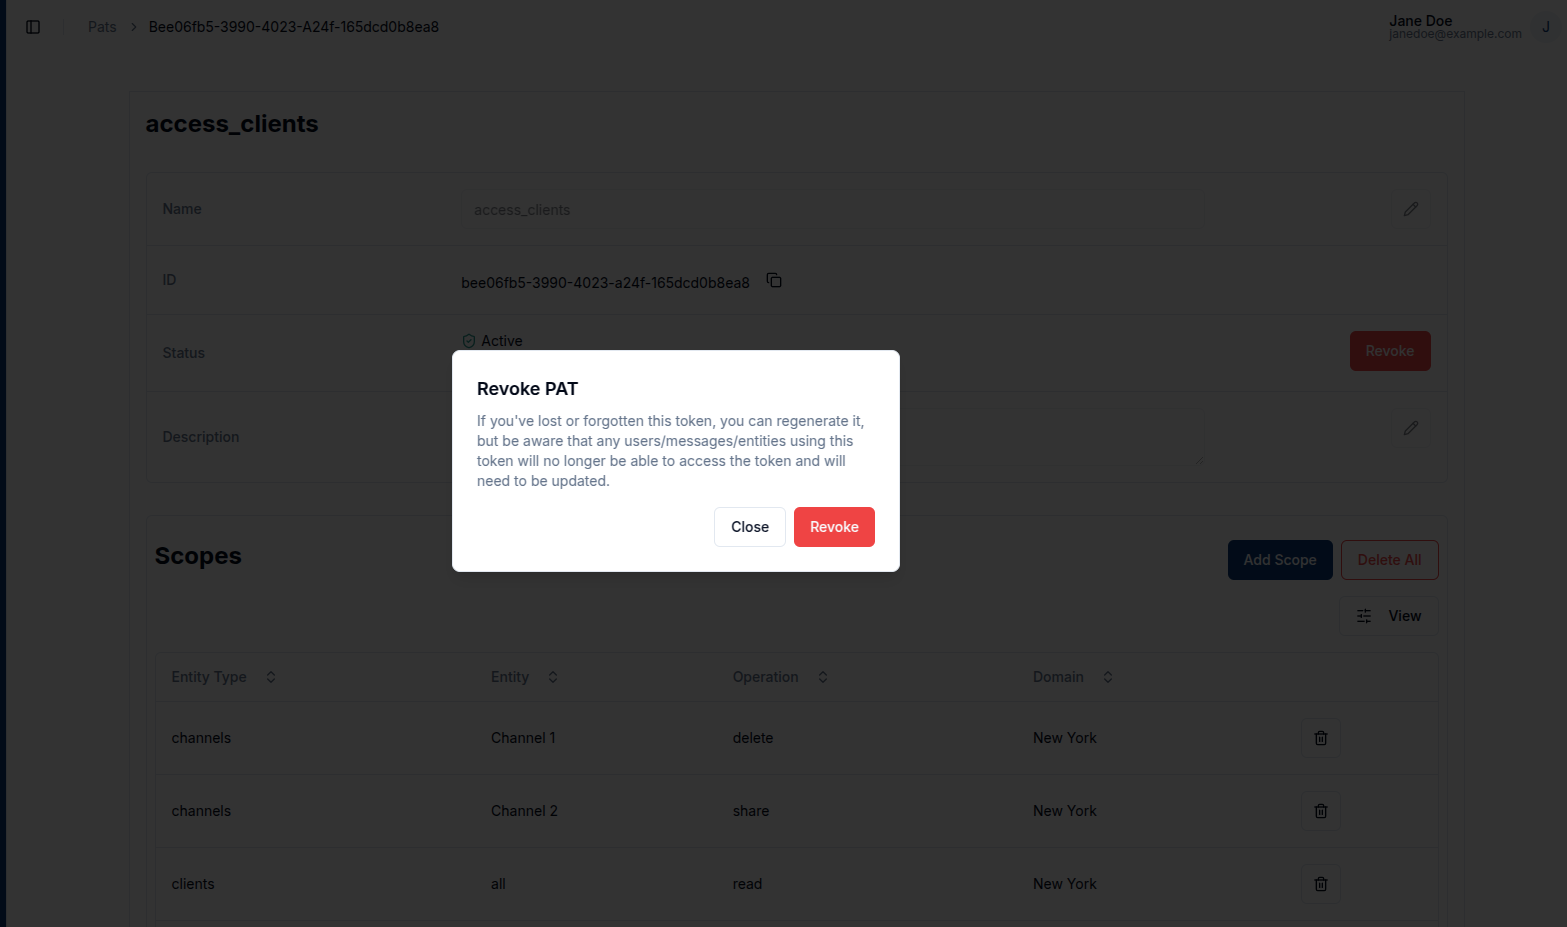 Pats > Bee06fb5-3990-4023-A24f-165dcd0b8ea8
Jane Doe
janedoe@example.com
J
access_clients
Name access_clients
ID bee06fb5-3990-4023-a24f-165dcd0b8ea8
Status Active Revoke
Description
Revoke PAT
If you've lost or forgotten this token, you can regenerate it,
but be aware that any users/messages/entities using this
token will no longer be able to access the token and will
need to be updated.
Close Revoke
Scopes
Add Scope Delete All
View
Entity Type Entity Operation Domain
channels Channel 1 delete New York
channels Channel 2 share New York
clients all read New York